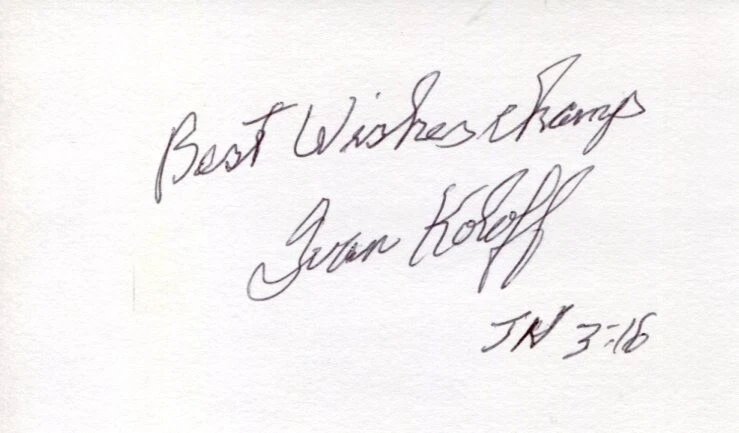 Best Wishes champ
Ivan Koloff
JN 3:16